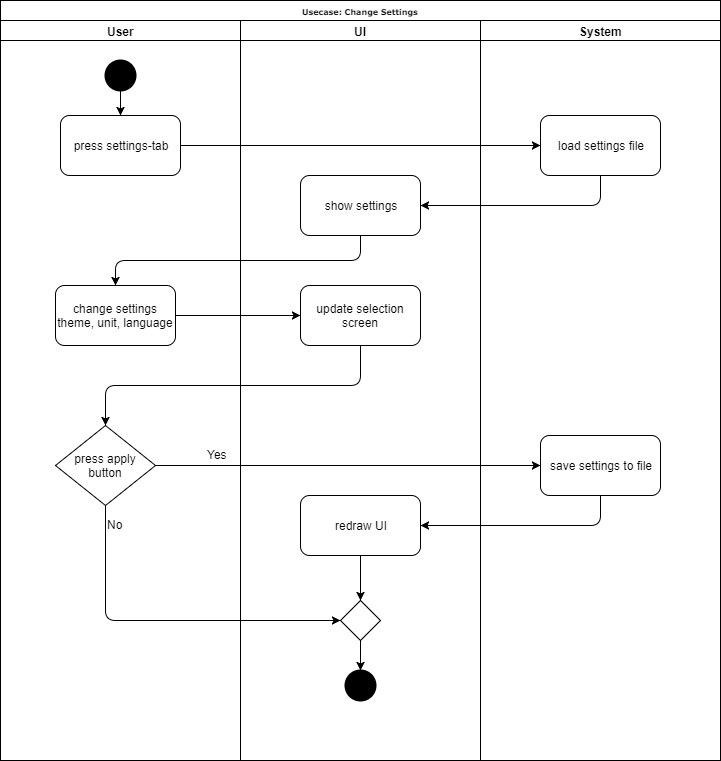 Usecase: Change Settings
User
UI
System
press settings-tab
load settings file
show settings
change settings
theme, unit, language
update selection
screen
press apply
button
Yes
save settings to file
No
redraw UI